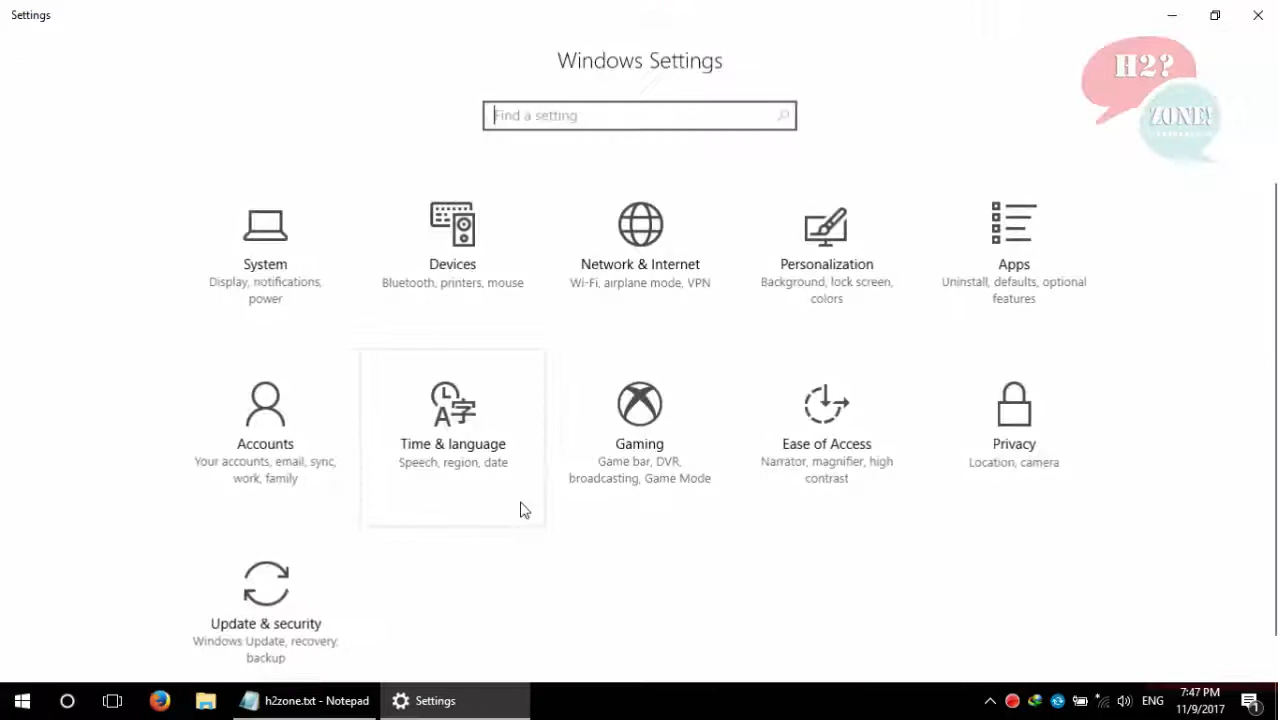 Settings
Windows Settings
H2?
ZONE!
Find a setting
System
Display, notifications,
power
Devices
Bluetooth, printers, mouse
Network & Internet
Wi-Fi, airplane mode, VPN
Personalization
Background, lock screen,
colors
Apps
Uninstall, defaults, optional
features
Accounts
Your accounts, email, sync,
work, family
Time & language
Speech, region, date
Gaming
Game bar, DVR,
broadcasting, Game Mode
Ease of Access
Narrator, magnifier, high
contrast
Privacy
Location, camera
Update & security
Windows Update, recovery,
backup
h2zone.txt - Notepad
Settings
ENG
7:47 PM
11/9/2017
1